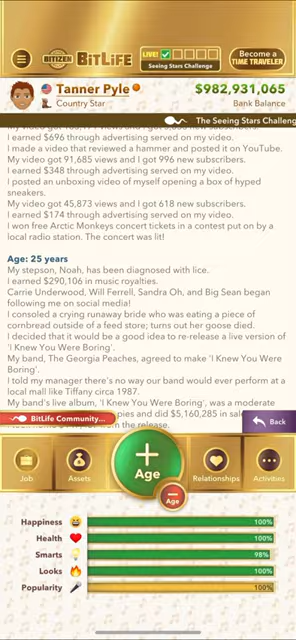 BITIZEN
BitLife
LIVE!
Seeing Stars Challenge
Become a
TIME TRAVELER
Tanner Pyle
$982,931,065
Country Star
Bank Balance
The Seeing Stars Challeng
I earned $696 through advertising served on my video.
I made a video that reviewed a hammer and posted it on YouTube.
My video got 91,685 views and I got 996 new subscribers.
I earned $348 through advertising served on my video.
I posted an unboxing video of myself opening a box of hyped
sneakers.
My video got 45,873 views and I got 618 new subscribers.
I earned $174 through advertising served on my video.
I won free Arctic Monkeys concert tickets in a contest put on by a
local radio station. The concert was lit!
Age: 25 years
My stepson, Noah, has been diagnosed with lice.
I earned $290,106 in music royalties.
Carrie Underwood, Will Ferrell, Sandra Oh, and Big Sean began
following me on social media!
I consoled a crying runaway bride who was eating a piece of
cornbread outside of a feed store; turns out her goose died.
I decided that it would be a good idea to re-release a live version of
'I Knew You Were Boring'.
My band, The Georgia Peaches, agreed to make 'I Knew You Were
Boring'.
I told my manager there's no way our band would ever perform at a
local mall like Tiffany circa 1987.
My band's live album, 'I Knew You Were Boring', was a moderate
pies and did $5,160,285 in sal
the release.
BitLife Community...
Back
Job
Assets
Age
Relationships
Activities
Age
Happiness
100%
Health
100%
Smarts
98%
Looks
100%
Popularity
100%